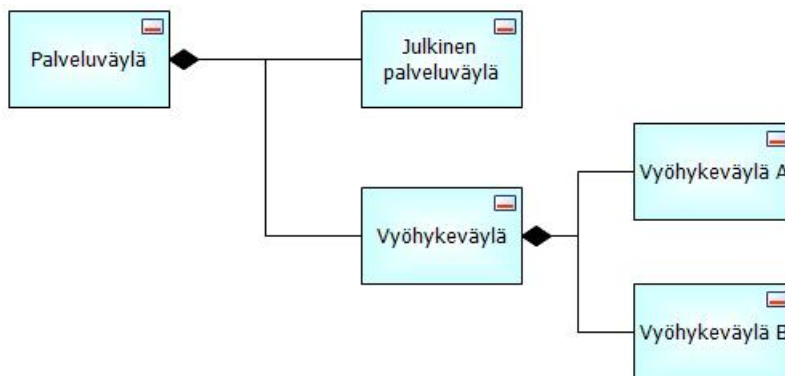 Palveluväylä
Julkinen
palveluväylä
Vyöhykeväylä A
Vyöhykeväylä
Vyöhykeväylä B